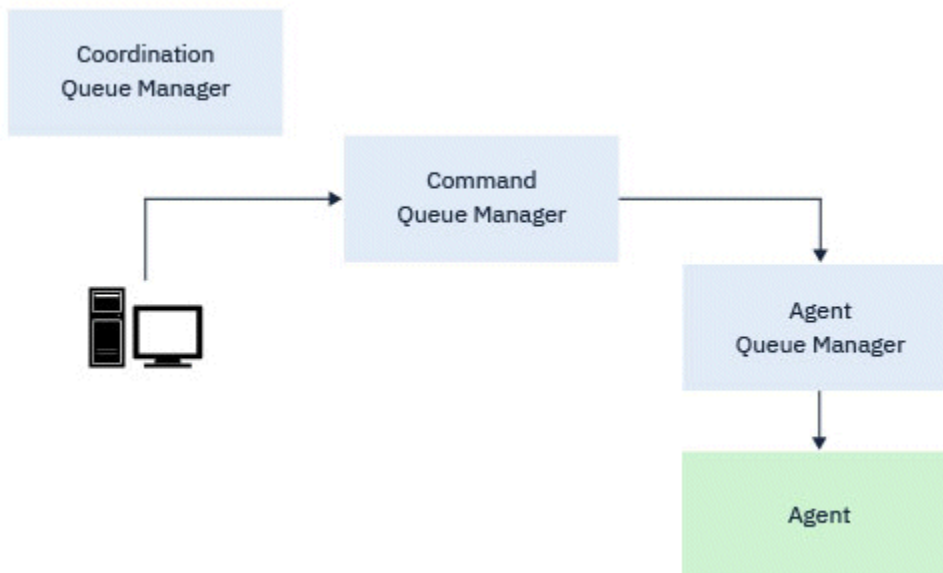 Coordination
Queue Manager
Command
Queue Manager
Agent
Queue Manager
Agent